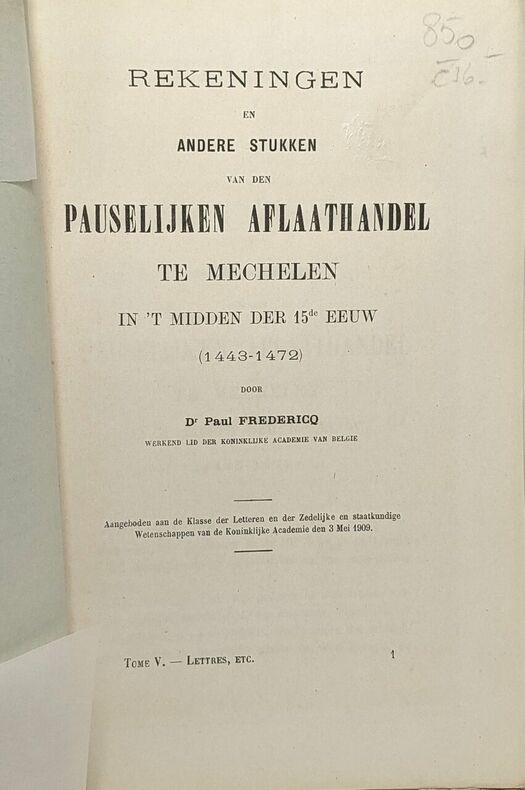 850
REKENINGEN
EN
ANDERE STUKKEN
VAN DEN
PAUSELIJKEN AFLAATHANDEL
TE MECHELEN
IN 'T MIDDEN DER 15de EEUW
(1443-1472)
DOOR
Dr Paul FREDERICQ
WERKEND LID DER KONINKLIJKE ACADEMIE VAN BELGIE
Aangeboden aan de Klasse der Letteren en der Zedelijke en staatkundige
Wetenschappen van de Koninklijke Academie den 3 Mei 1909.
TOME V. — LETTRES, ETC. 1